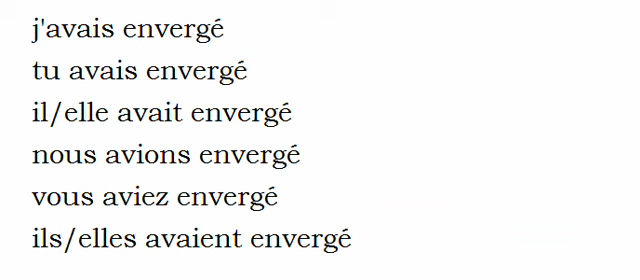 j'avais envergé
tu avais envergé
il/elle avait envergé
nous avions envergé
vous aviez envergé
ils/elles avaient envergé